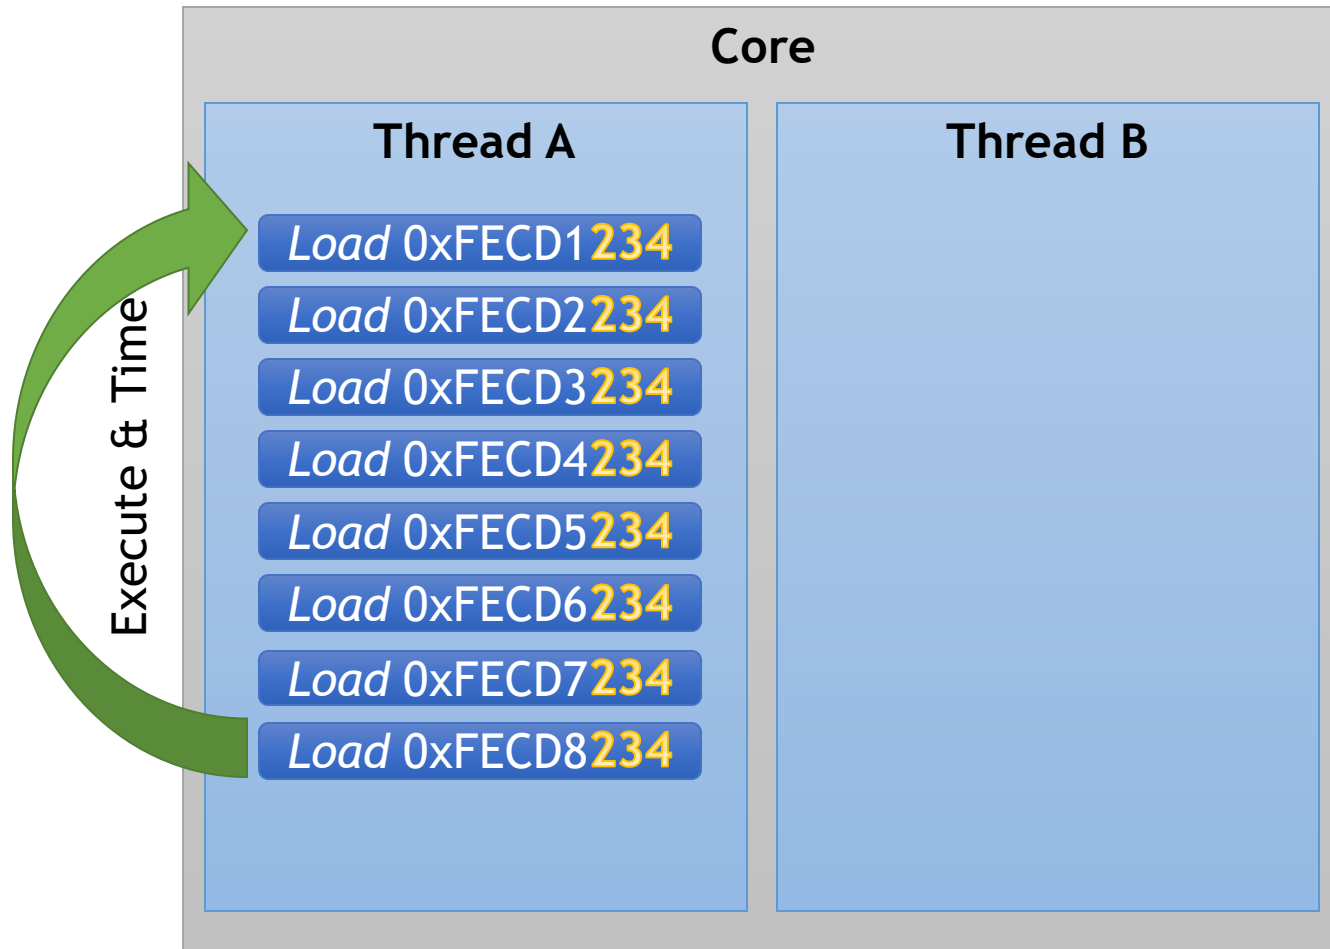 Core
Thread A
Load 0xFECD1234
Load 0xFECD2234
Load 0xFECD3234
Load 0xFECD4234
Load 0xFECD5234
Load 0xFECD6234
Load 0xFECD7234
Load 0xFECD8234
Thread B
Execute & Time